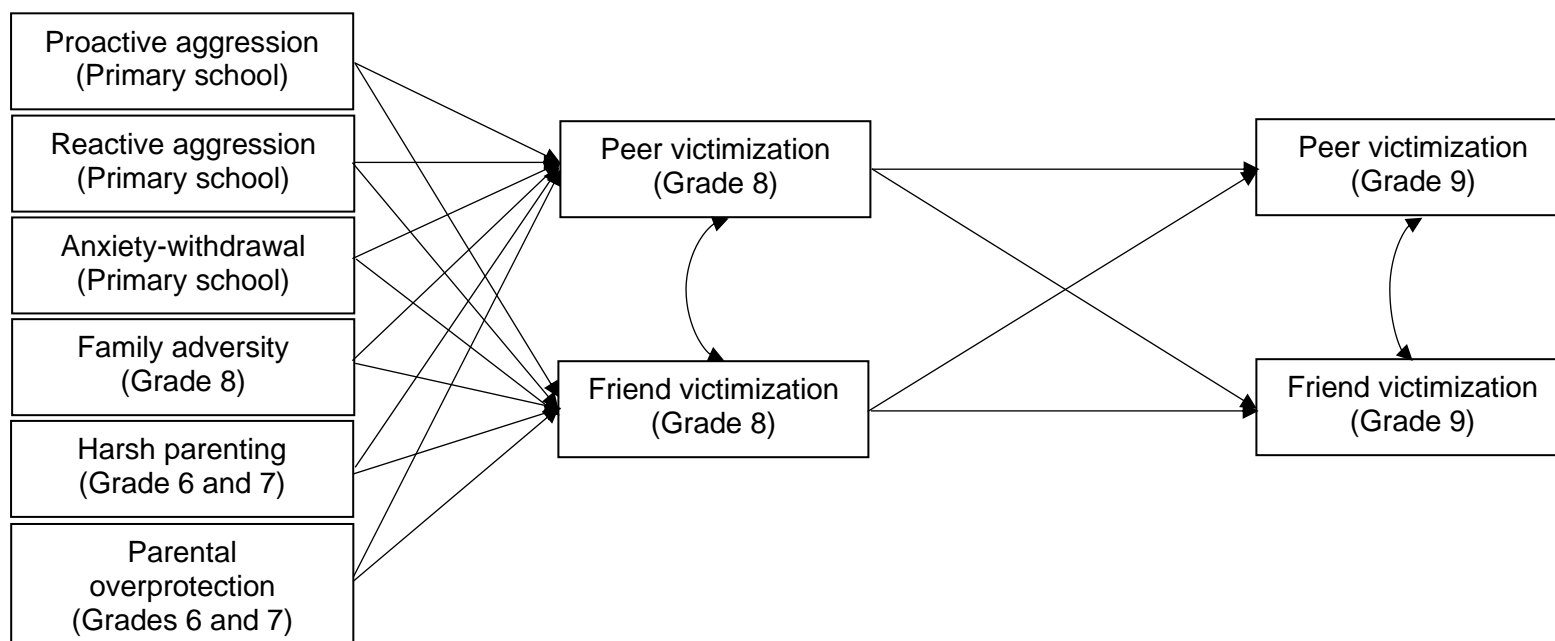 Proactive aggression
(Primary school)
Reactive aggression
(Primary school)
Anxiety-withdrawal
(Primary school)
Family adversity
(Grade 8)
Harsh parenting
(Grade 6 and 7)
Parental
overprotection
(Grades 6 and 7)
Peer victimization
(Grade 8)
Friend victimization
(Grade 8)
Peer victimization
(Grade 9)
Friend victimization
(Grade 9)